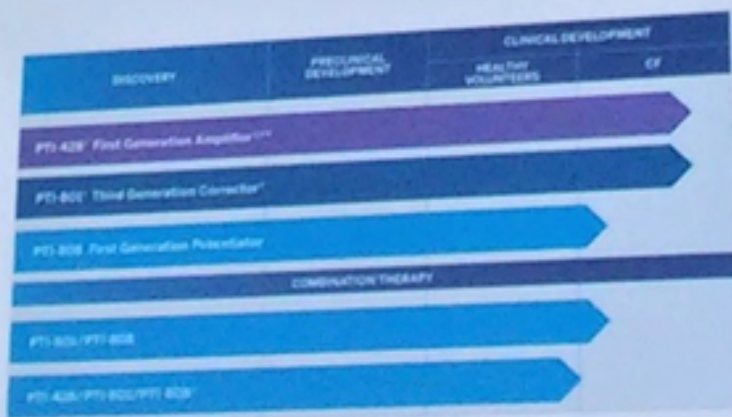 CLINICAL DEVELOPMENT
DISCOVERY
PRECLINICAL
DEVELOPMENT
HEALTHY
VOLUNTEERS
CF
PTI-428 First Generation Amplifier
PTI-801 Third Generation Corrector
PTI-808 First Generation Potentiator
COMBINATION THERAPY
PTI-801/PTI-808
PTI-428/PTI-801/PTI-808